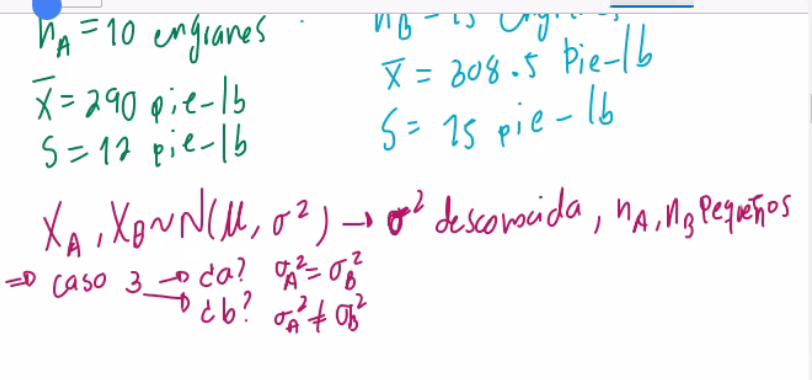 n_A = 10 engranes
X̄ = 290 pie-lb
S = 12 pie-lb
X̄ = 308.5 pie-lb
S = 15 pie-lb
X_A, X_B ~ N(μ, σ²) → σ² desconocida, n_A, n_B pequeños
⇒ caso 3 → ¿a? σ_A² = σ_B²
→ ¿b? σ_A² ≠ σ_b²